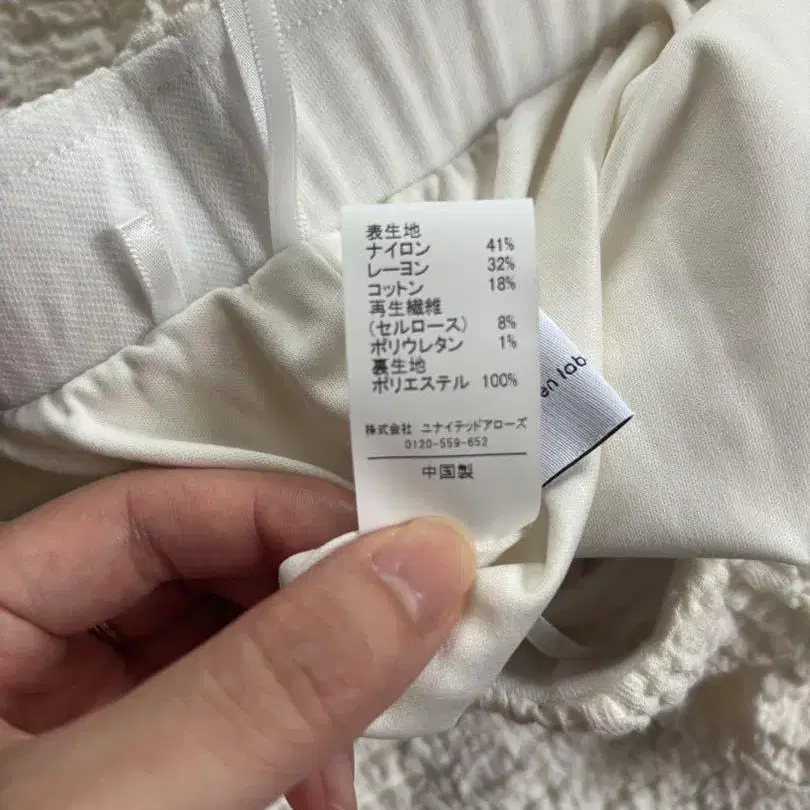 表生地
ナイロン 41%
レーヨン 32%
コットン 18%
再生繊維
(セルロース) 8%
ポリウレタン 1%
裏生地
ポリエステル 100%
株式会社 ユナイテッドアローズ
0120-559-652
中国製
en lab